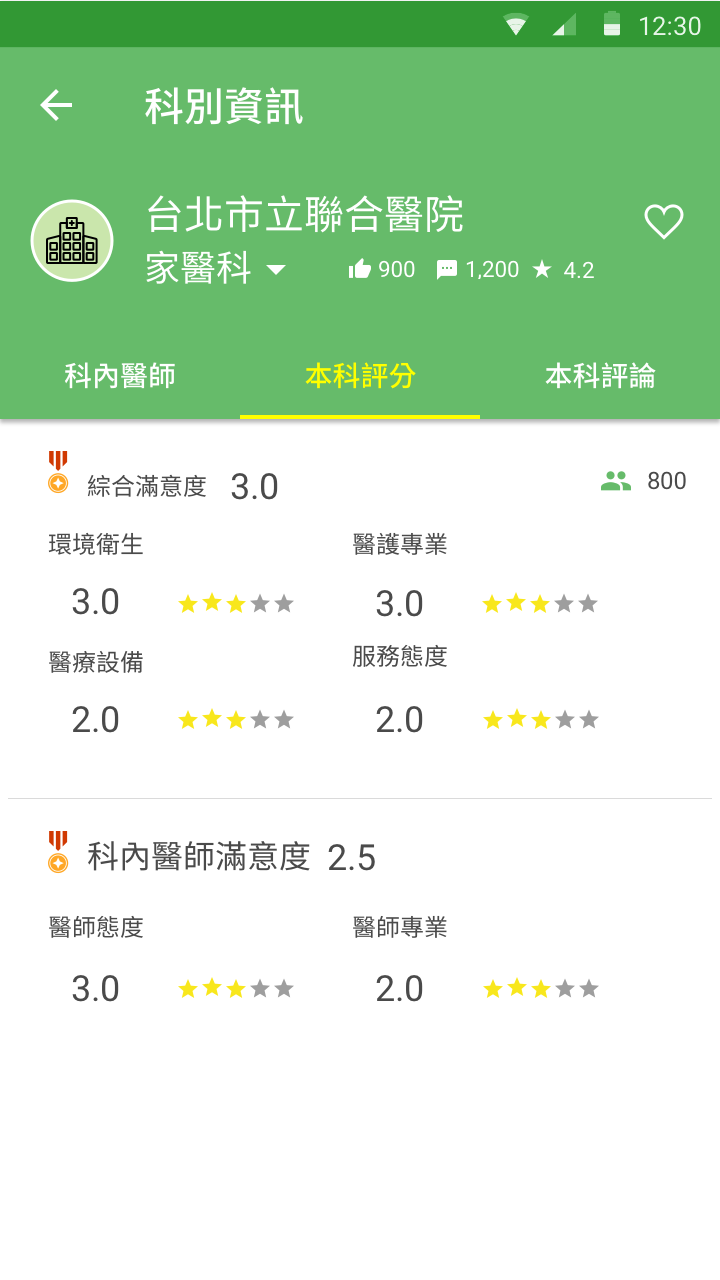 12:30
科別資訊
台北市立聯合醫院
家醫科 900 1,200 4.2
科內醫師 本科評分 本科評論
綜合滿意度 3.0 800
環境衛生 醫護專業
3.0 3.0
醫療設備 服務態度
2.0 2.0
科內醫師滿意度 2.5
醫師態度 醫師專業
3.0 2.0